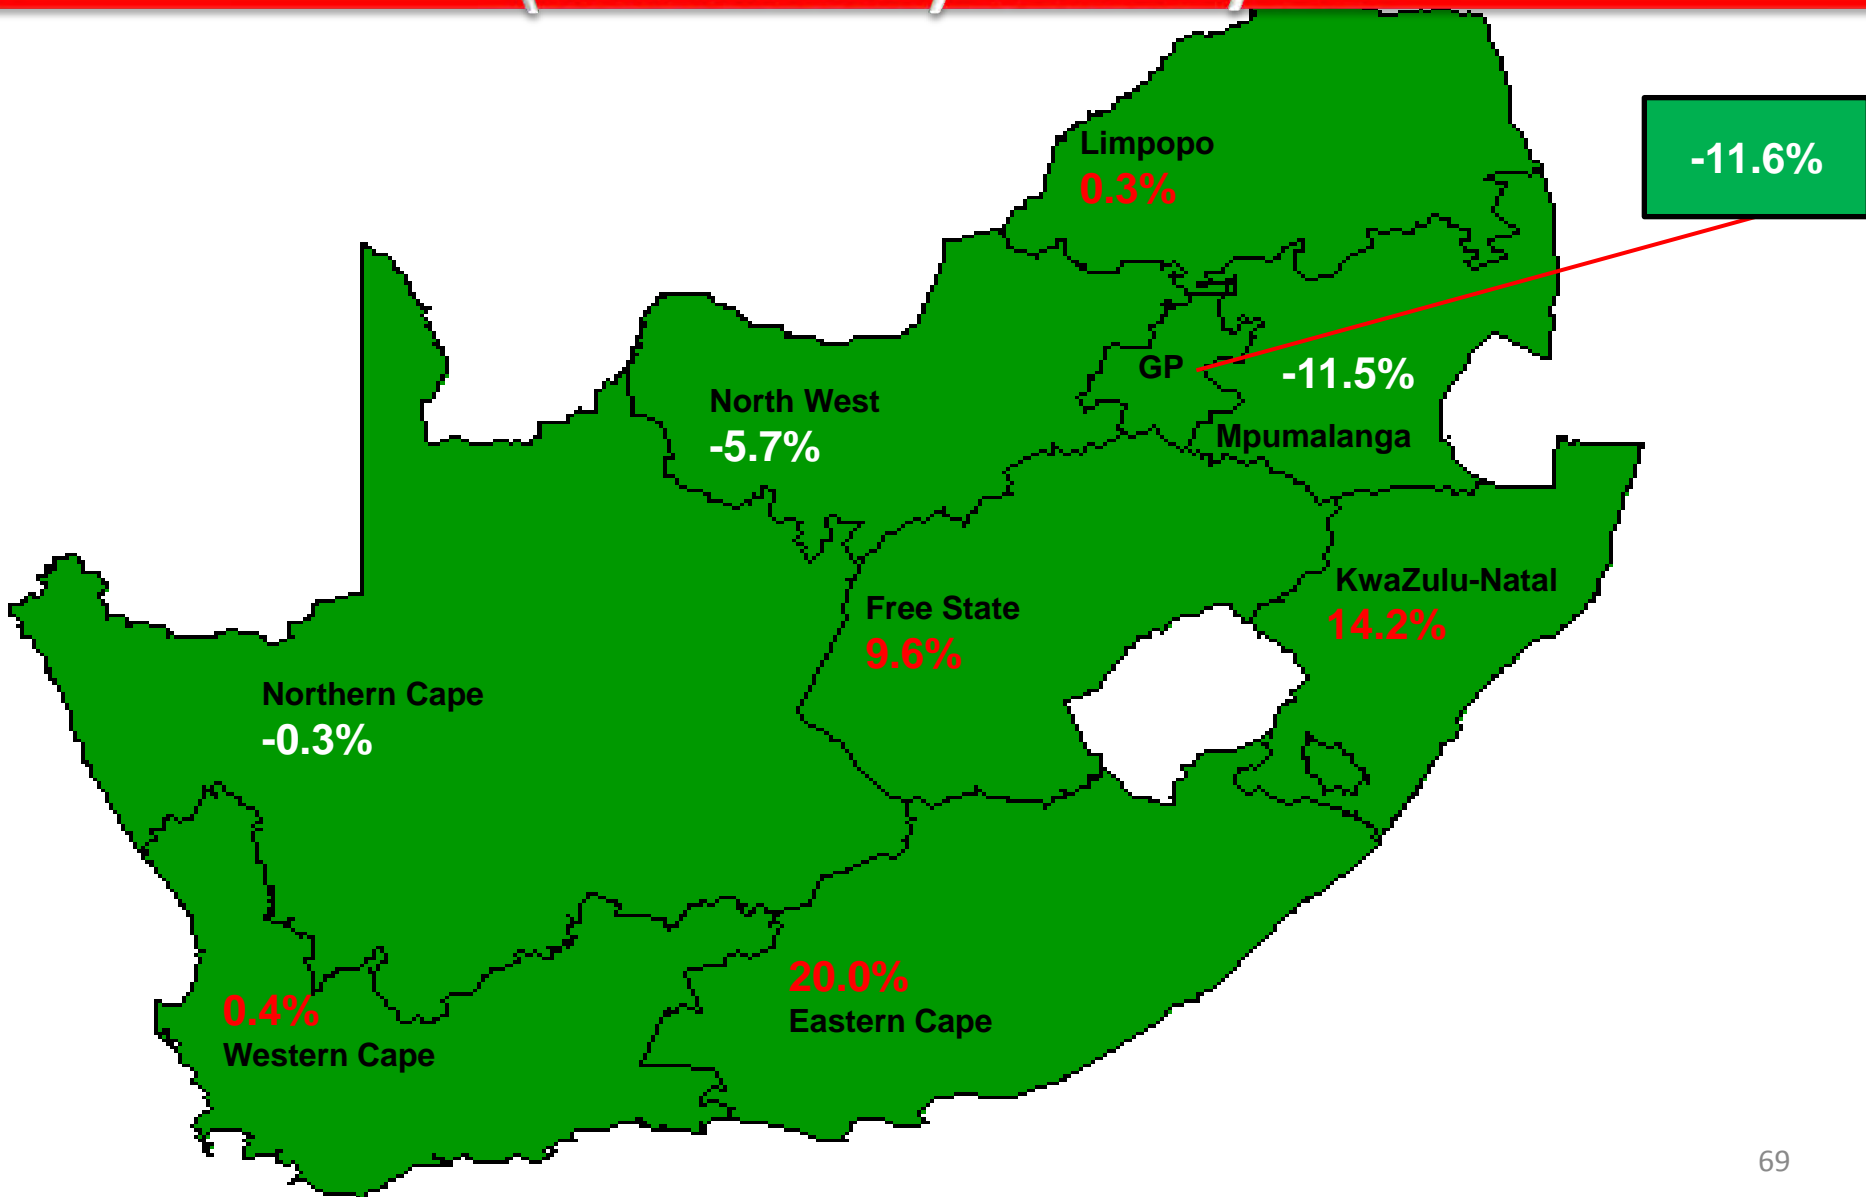 Limpopo
0.3%
-11.6%
GP
-11.5%
Mpumalanga
North West
-5.7%
KwaZulu-Natal
14.2%
Free State
9.6%
Northern Cape
-0.3%
20.0%
Eastern Cape
0.4%
Western Cape
69